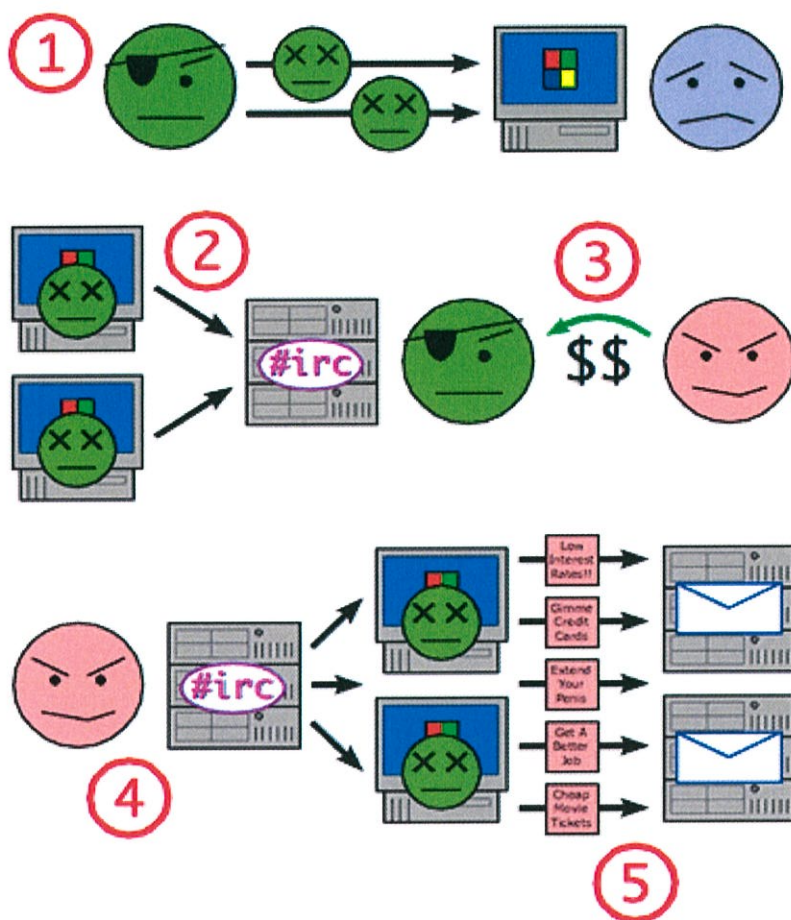 1
2
3
#irc
$$
4
#irc
Low
Interest
Rates!!
Gimme
Credit
Cards
Extend
Your
Penis
Get A
Better
Job
Cheap
Movie
Tickets
5